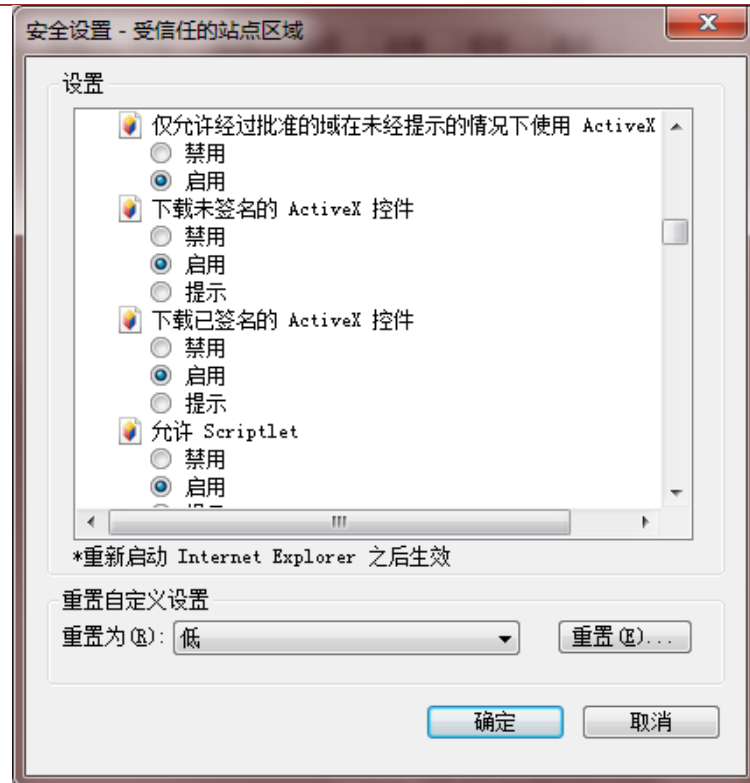 安全设置 - 受信任的站点区域
设置
仅允许经过批准的域在未经提示的情况下使用 ActiveX
禁用
启用
下载未签名的 ActiveX 控件
禁用
启用
提示
下载已签名的 ActiveX 控件
禁用
启用
提示
允许 Scriptlet
禁用
启用
*重新启动 Internet Explorer 之后生效
重置自定义设置
重置为(R): 低 重置(E)...
确定 取消